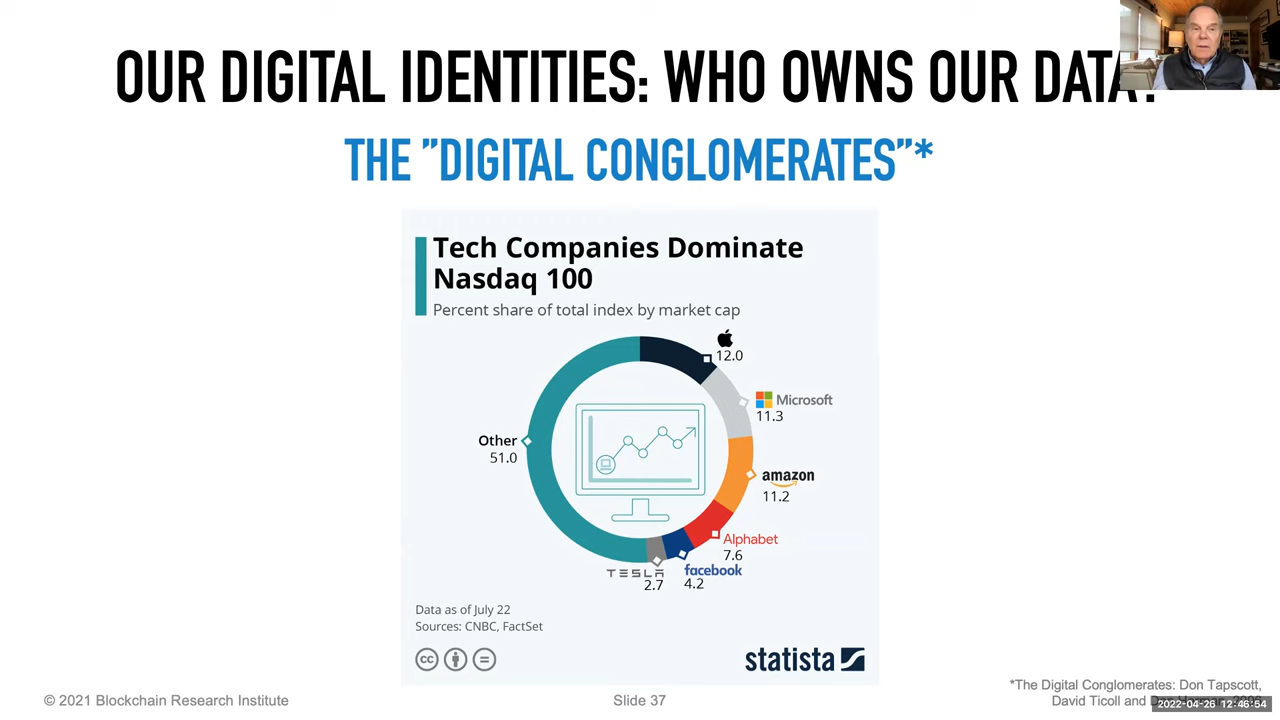 OUR DIGITAL IDENTITIES: WHO OWNS OUR DATA?
THE "DIGITAL CONGLOMERATES"*
Tech Companies Dominate
Nasdaq 100
Percent share of total index by market cap
12.0
Microsoft
11.3
Other
51.0
amazon
11.2
Alphabet
7.6
facebook
4.2
TESLA
2.7
Data as of July 22
Sources: CNBC, FactSet
cc
statista
© 2021 Blockchain Research Institute
Slide 37
*The Digital Conglomerates: Don Tapscott,
David Ticoll and
2022-04-26 12:46:54